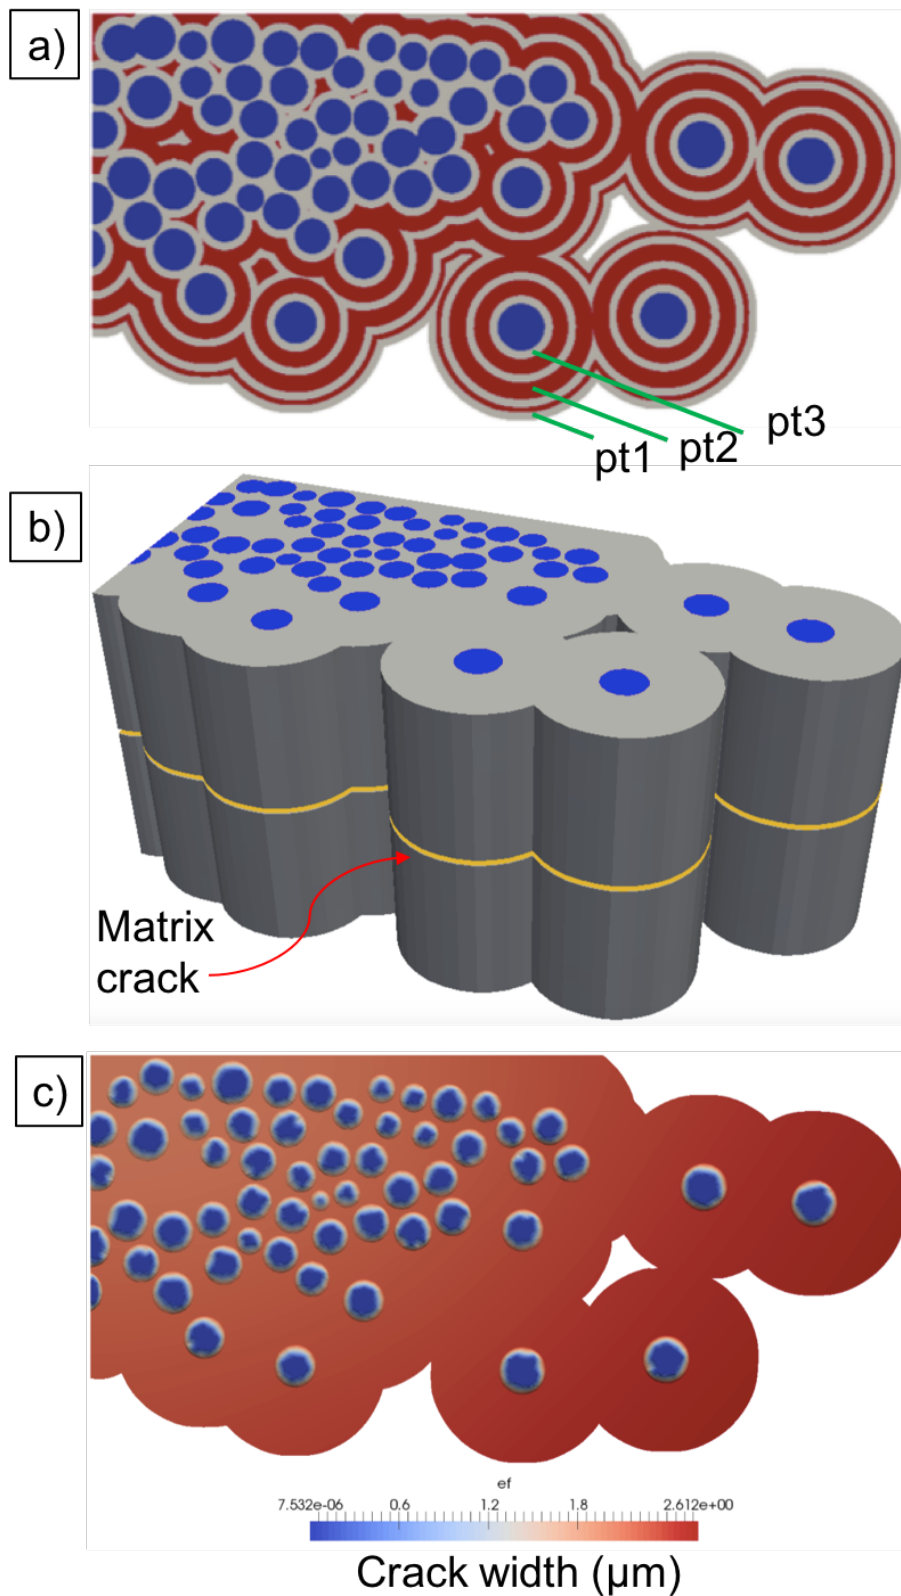 a)
pt1 pt2 pt3
b)
Matrix
crack
c)
ef
7.532e-06 0.6 1.2 1.8 2.612e+00
Crack width (µm)